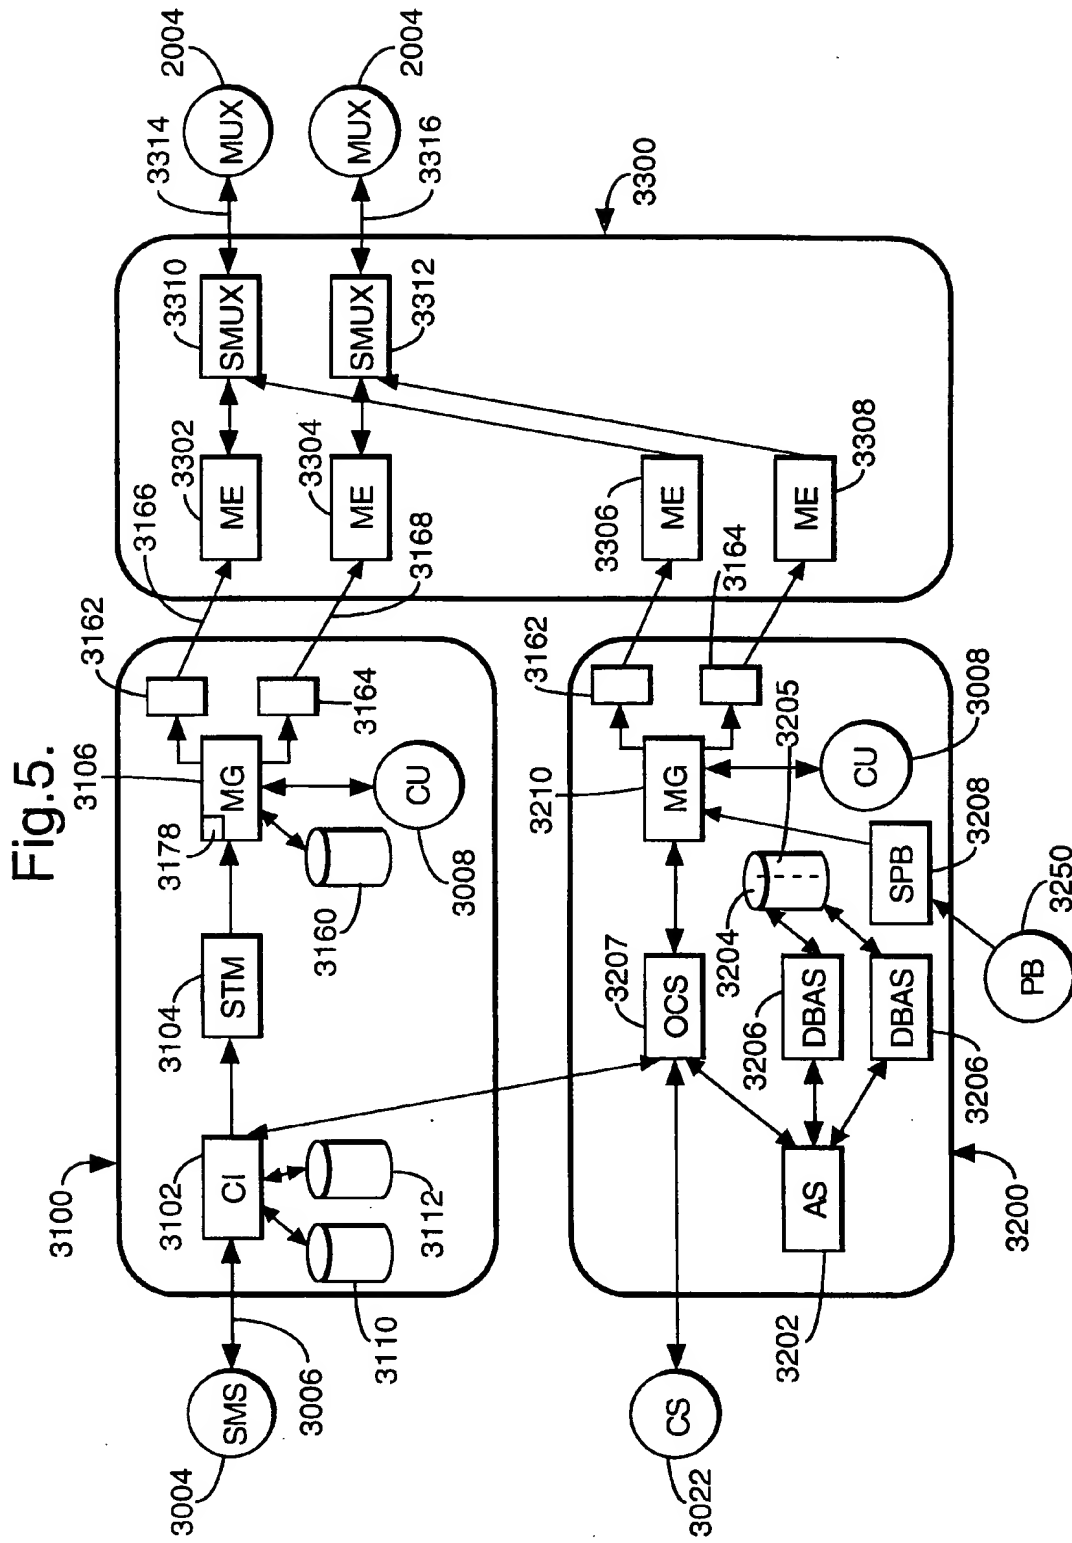 Fig.5.
3100
3102
3104
3106
3178
3162
3166
3302
3310
3314
2004
SMS
CI
STM
MG
ME
SMUX
MUX
3004
3006
3110
3112
3160
CU
3008
3164
3168
ME
3304
SMUX
3312
MUX
2004
3316
3300
CS
3022
OCS
3207
MG
3210
3162
3306
ME
3164
ME
3308
AS
3202
DBAS
3206
3204
3205
CU
3008
DBAS
3206
SPB
3208
PB
3250
3200